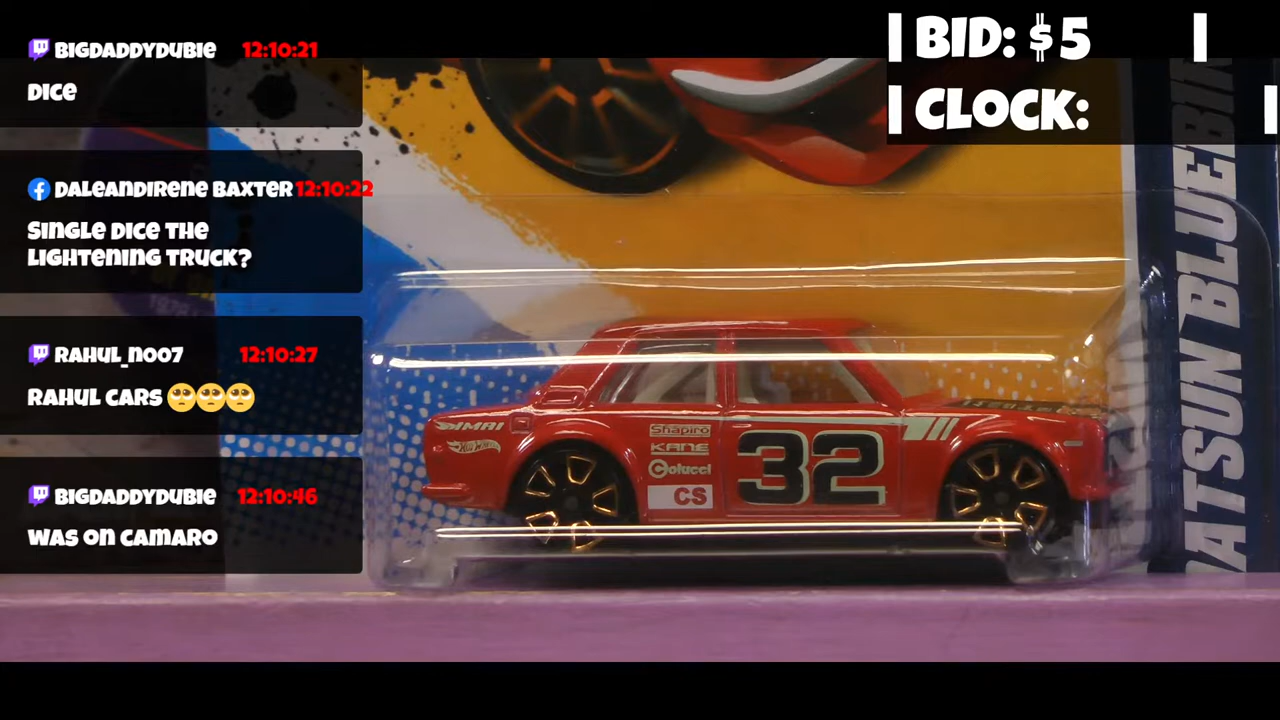 BIGDADDYDUBIE 12:10:21
DICE
DALEANDIRENE BAXTER 12:10:22
SINGLE DICE THE
LIGHTENING TRUCK?
RAHUL_N007 12:10:27
RAHUL CARS 🥺🥺🥺
BIGDADDYDUBIE 12:10:46
WAS ON CAMARO
| BID: $5 |
| CLOCK: |
DATSUN BLUEBIR
IMAI
Hot Wheels
Shapiro
KANE
Colucci
CS
32